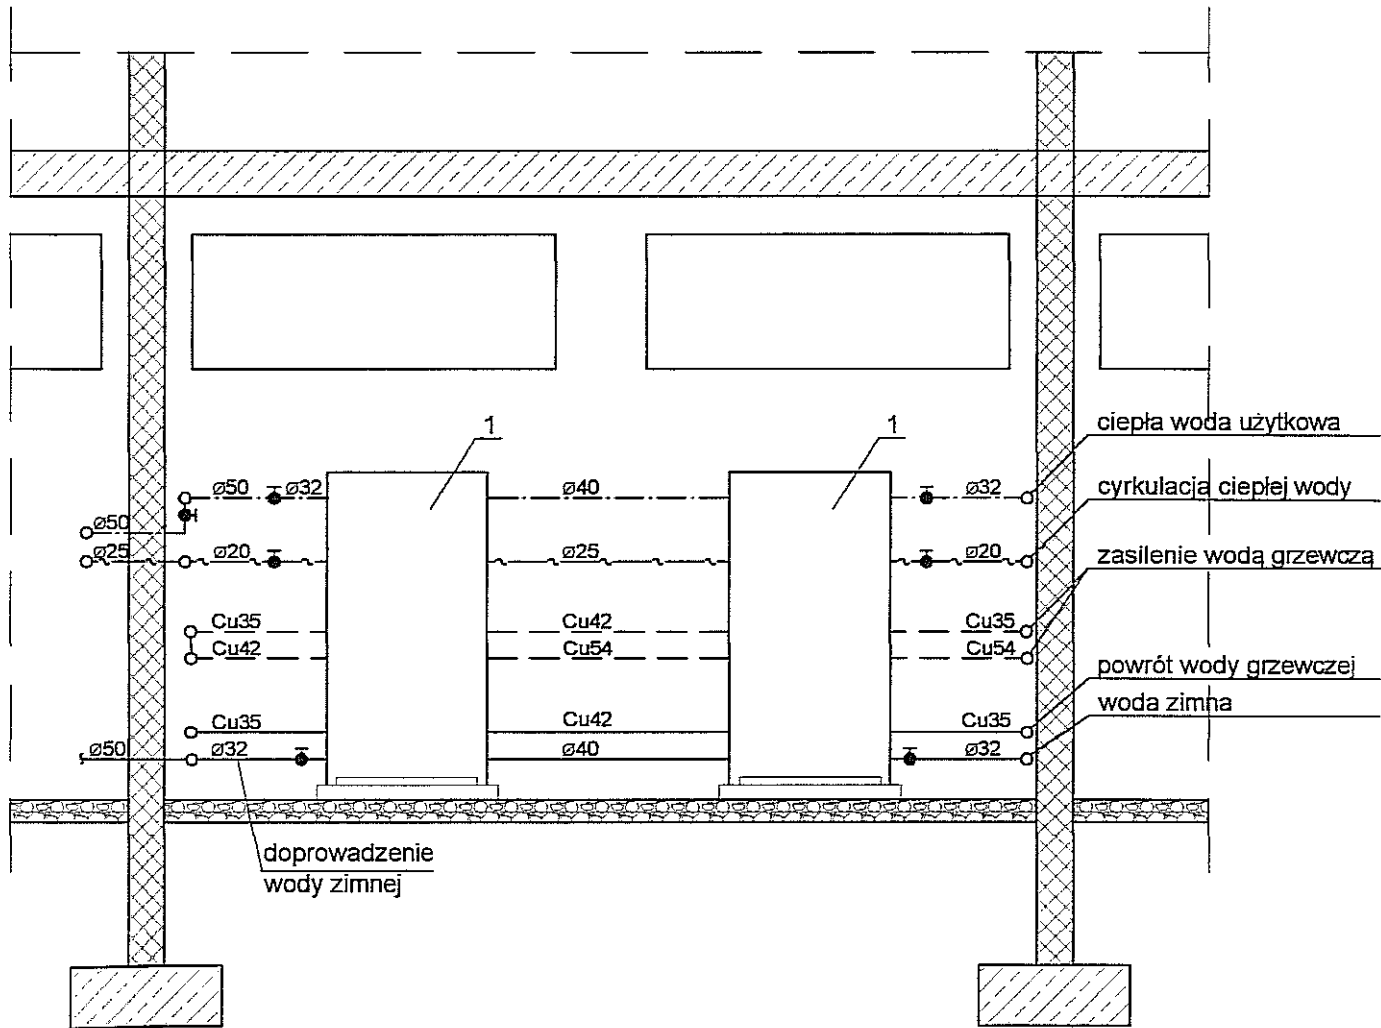 1 1
ciepła woda użytkowa
ø50 ø32 ø40 ø32
cyrkulacja ciepłej wody
ø50
ø25 ø20 ø25 ø20
zasilenie wodą grzewczą
Cu35 Cu42 Cu35
Cu42 Cu54 Cu54
powrót wody grzewczej
woda zimna
Cu35 Cu42 Cu35
ø50 ø32 ø40 ø32
doprowadzenie
wody zimnej